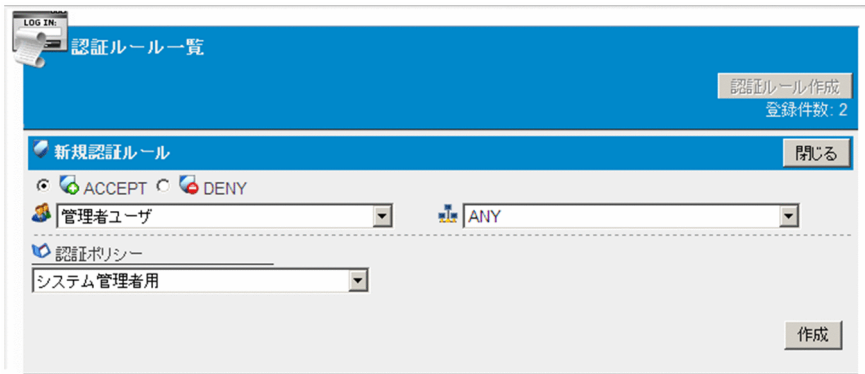 LOG IN:
認証ルール一覧
認証ルール作成
登録件数: 2
新規認証ルール
閉じる
ACCEPT DENY
管理者ユーザ ANY
認証ポリシー
システム管理者用
作成